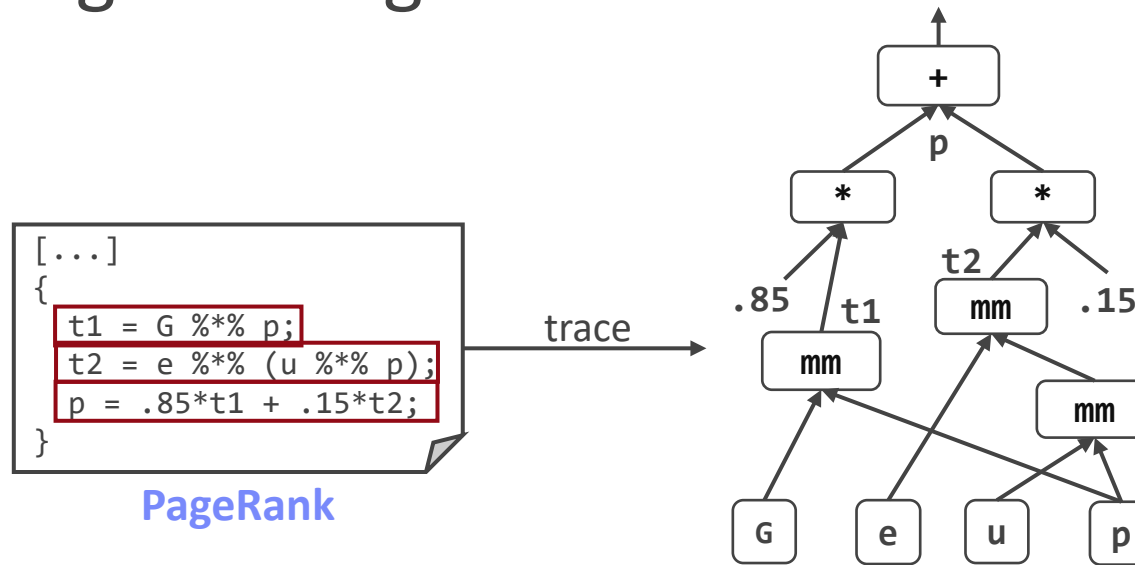 [...]
{
t1 = G %*% p;
t2 = e %*% (u %*% p);
p = .85*t1 + .15*t2;
}
PageRank
trace
+
p
* *
t2
.85 t1 mm .15
mm
mm
G e u p